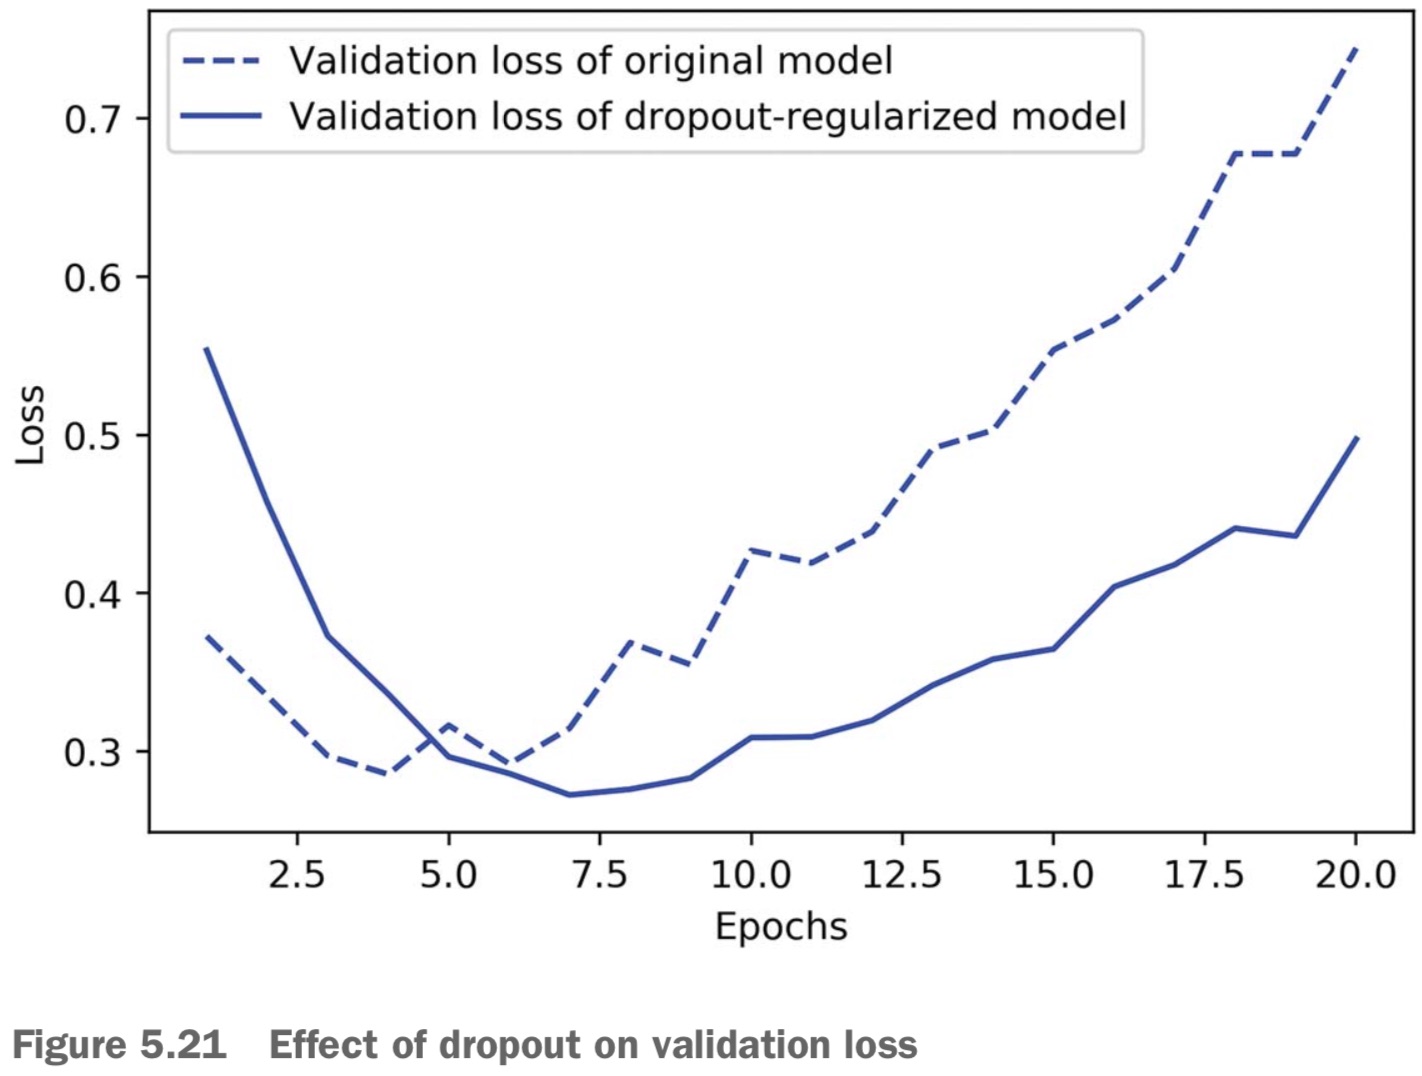 Validation loss of original model
Validation loss of dropout-regularized model
0.7
0.6
0.5
0.4
0.3
Loss
2.5 5.0 7.5 10.0 12.5 15.0 17.5 20.0
Epochs
Figure 5.21 Effect of dropout on validation loss